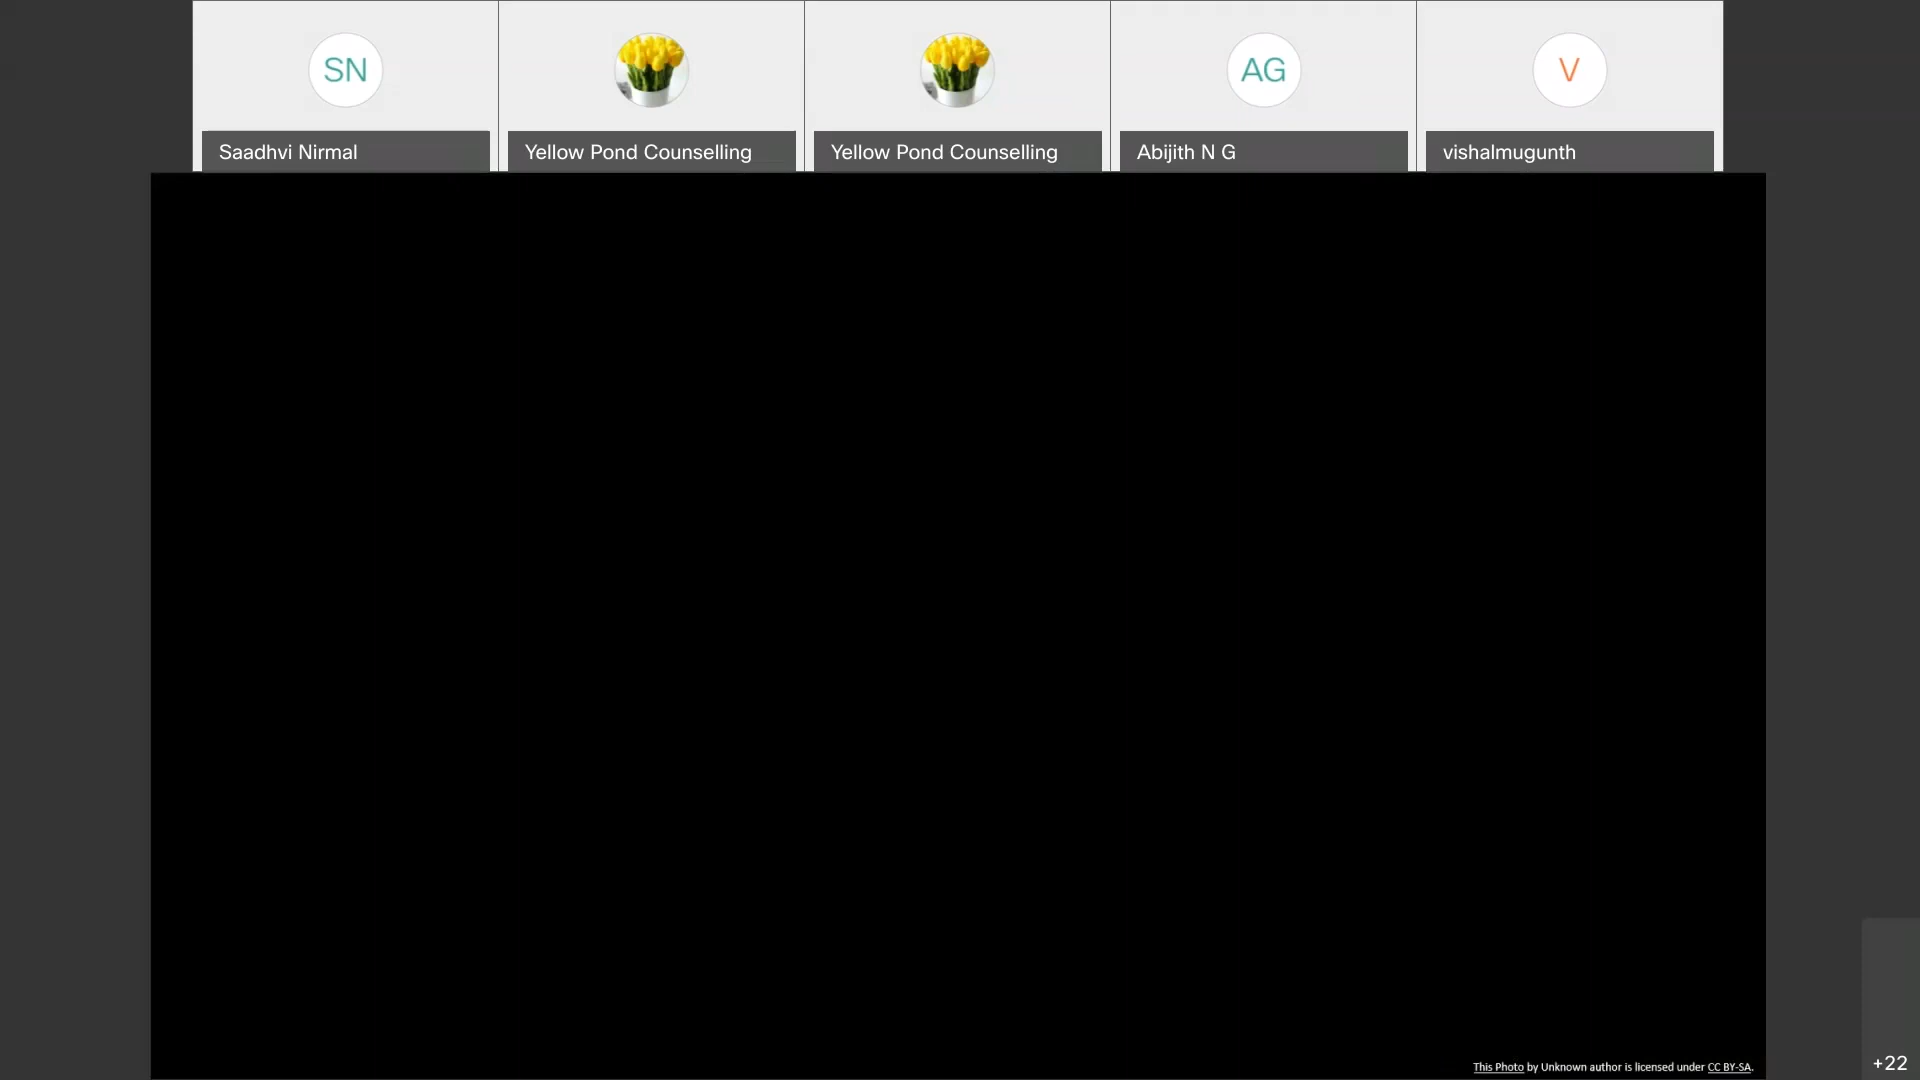 SN
AG
V
Saadhvi Nirmal
Yellow Pond Counselling
Yellow Pond Counselling
Abijith N G
vishalmugunth
This Photo by Unknown author is licensed under CC BY-SA.
+22